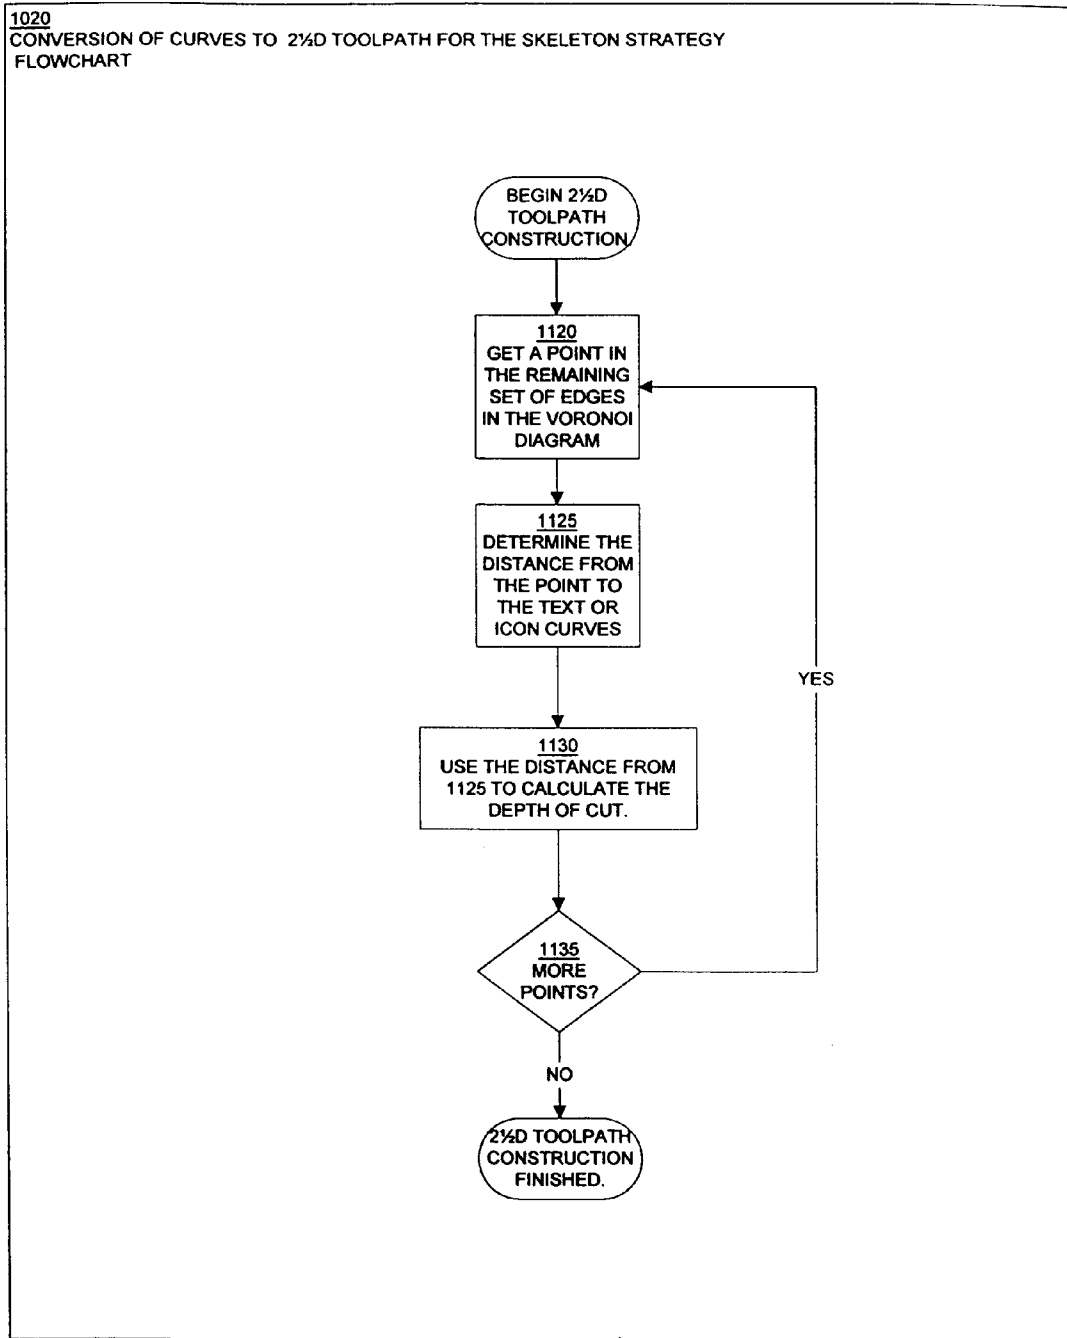 1020
CONVERSION OF CURVES TO 2½D TOOLPATH FOR THE SKELETON STRATEGY
FLOWCHART
BEGIN 2½D
TOOLPATH
CONSTRUCTION.
1120
GET A POINT IN
THE REMAINING
SET OF EDGES
IN THE VORONOI
DIAGRAM
1125
DETERMINE THE
DISTANCE FROM
THE POINT TO
THE TEXT OR
ICON CURVES
YES
1130
USE THE DISTANCE FROM
1125 TO CALCULATE THE
DEPTH OF CUT.
1135
MORE
POINTS?
NO
2½D TOOLPATH
CONSTRUCTION
FINISHED.